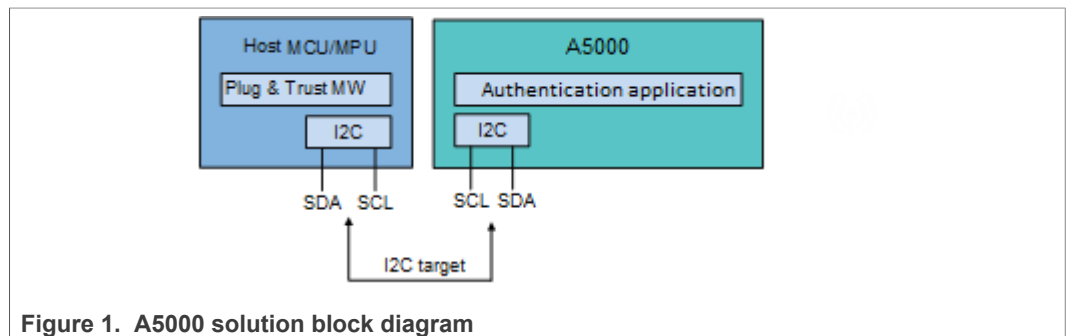 Host MCU/MPU
A5000
Plug & Trust MW
Authentication application
I2C
I2C
SDA SCL
SCL SDA
I2C target
Figure 1. A5000 solution block diagram